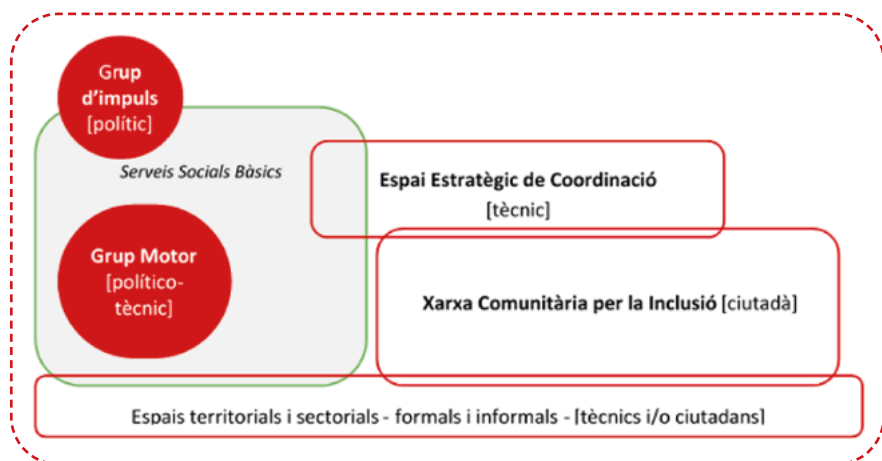 Grup
d’impuls
[polític]
Serveis Socials Bàsics
Espai Estratègic de Coordinació
[tècnic]
Grup Motor
[político-
tècnic]
Xarxa Comunitària per la Inclusió [ciutadà]
Espais territorials i sectorials - formals i informals - [tècnics i/o ciutadans]